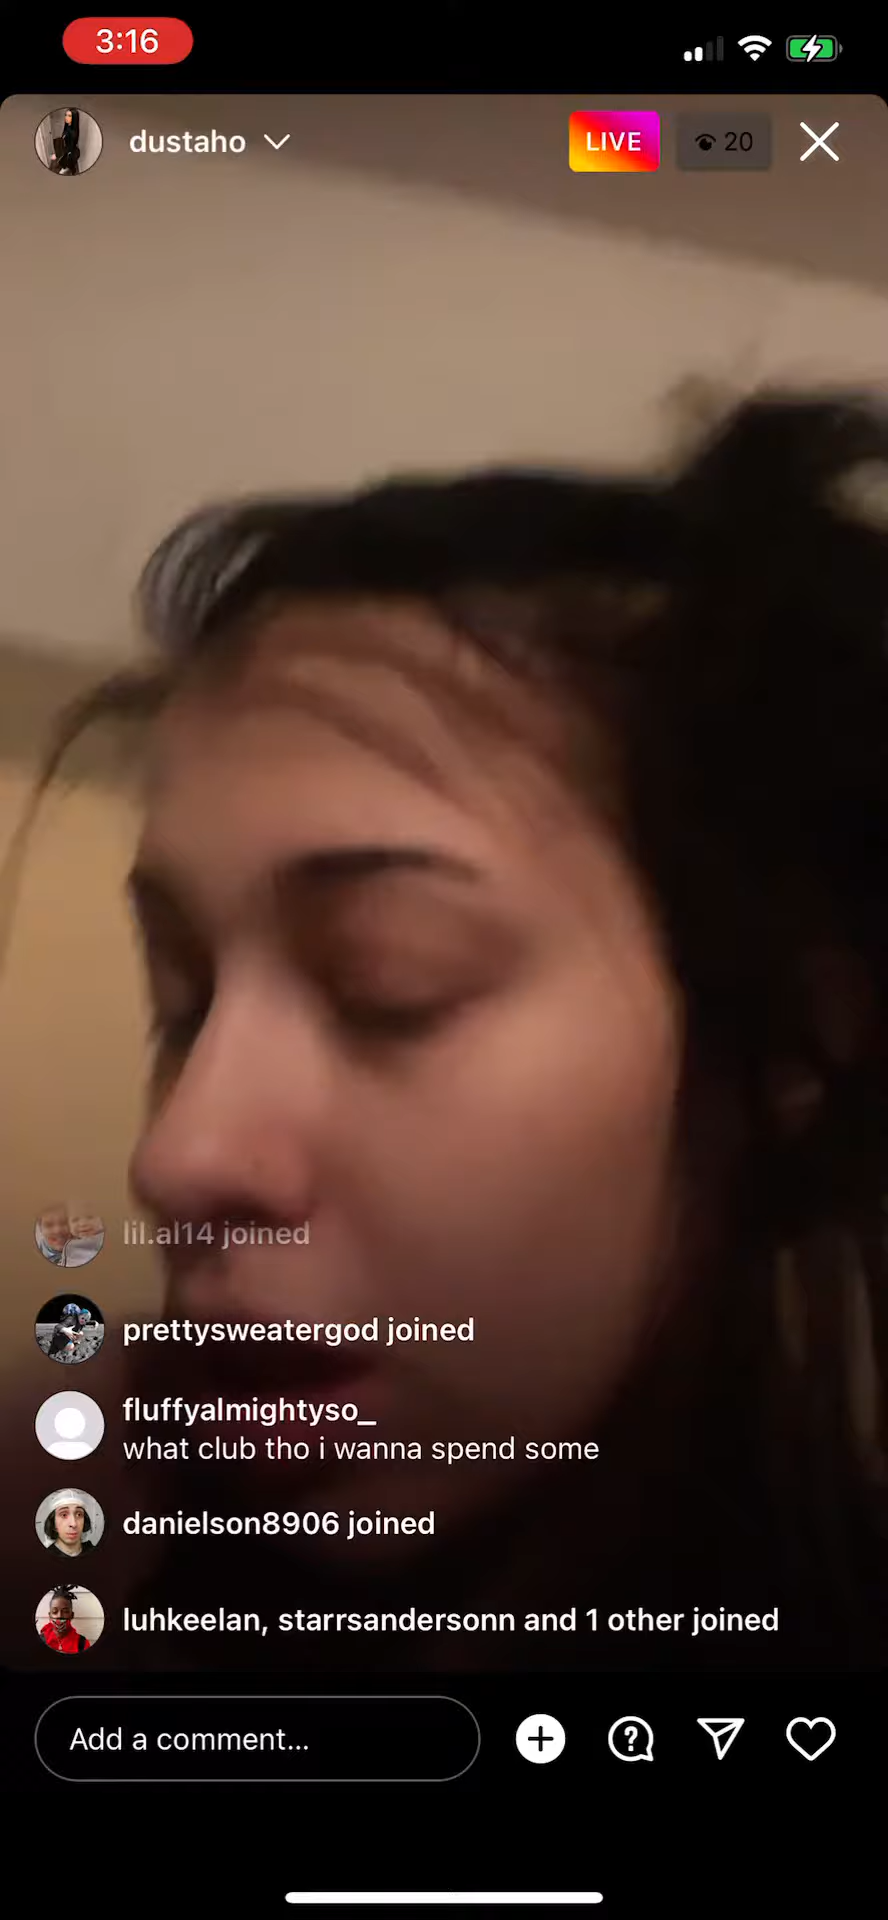 3:16
dustaho
LIVE
20
lil.al14 joined
prettysweatergod joined
fluffyalmightyso_
what club tho i wanna spend some
danielson8906 joined
luhkeelan, starrsandersonn and 1 other joined
Add a comment...